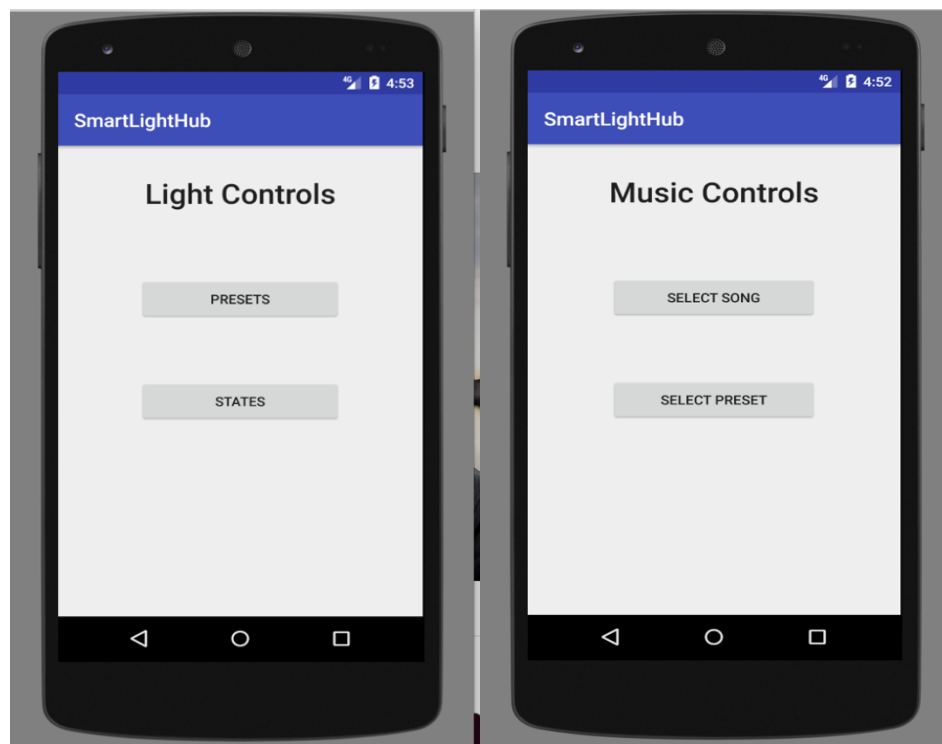 4G 4:53
SmartLightHub
Light Controls
PRESETS
STATES
4G 4:52
SmartLightHub
Music Controls
SELECT SONG
SELECT PRESET